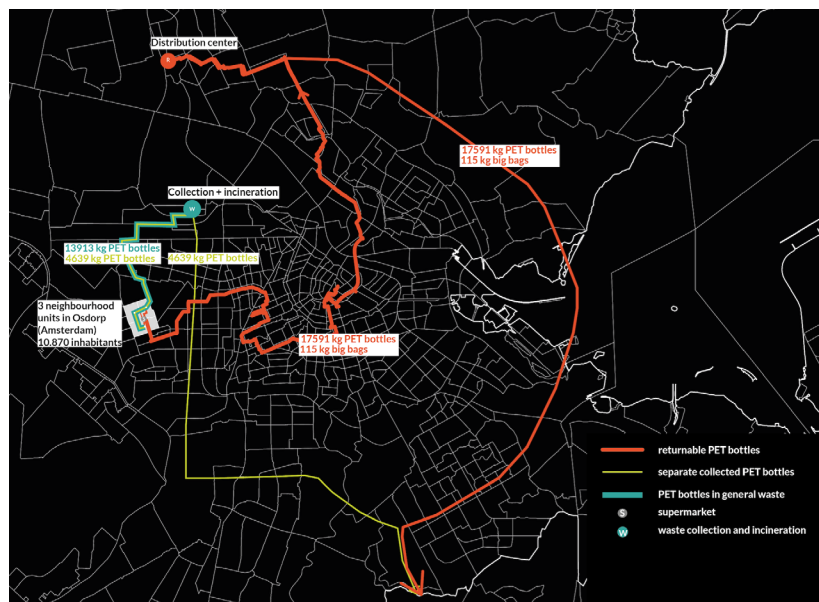 Distribution center
R
17591 kg PET bottles
115 kg big bags
Collection + incineration
W
13913 kg PET bottles
4639 kg PET bottles
4639 kg PET bottles
3 neighbourhood
units in Osdorp
(Amsterdam)
10.870 inhabitants
17591 kg PET bottles
115 kg big bags
returnable PET bottles
separate collected PET bottles
PET bottles in general waste
S
supermarket
W
waste collection and incineration